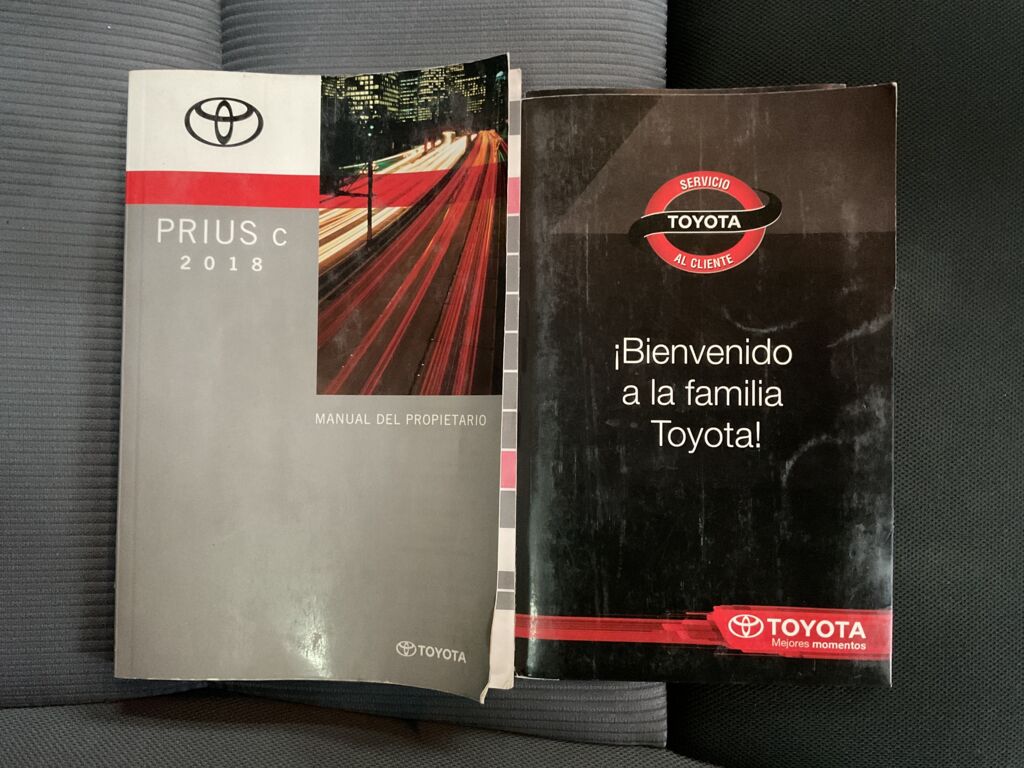 PRIUS c
2018
MANUAL DEL PROPIETARIO
TOYOTA
SERVICIO
TOYOTA
AL CLIENTE
¡Bienvenido
a la familia
Toyota!
TOYOTA
Mejores momentos